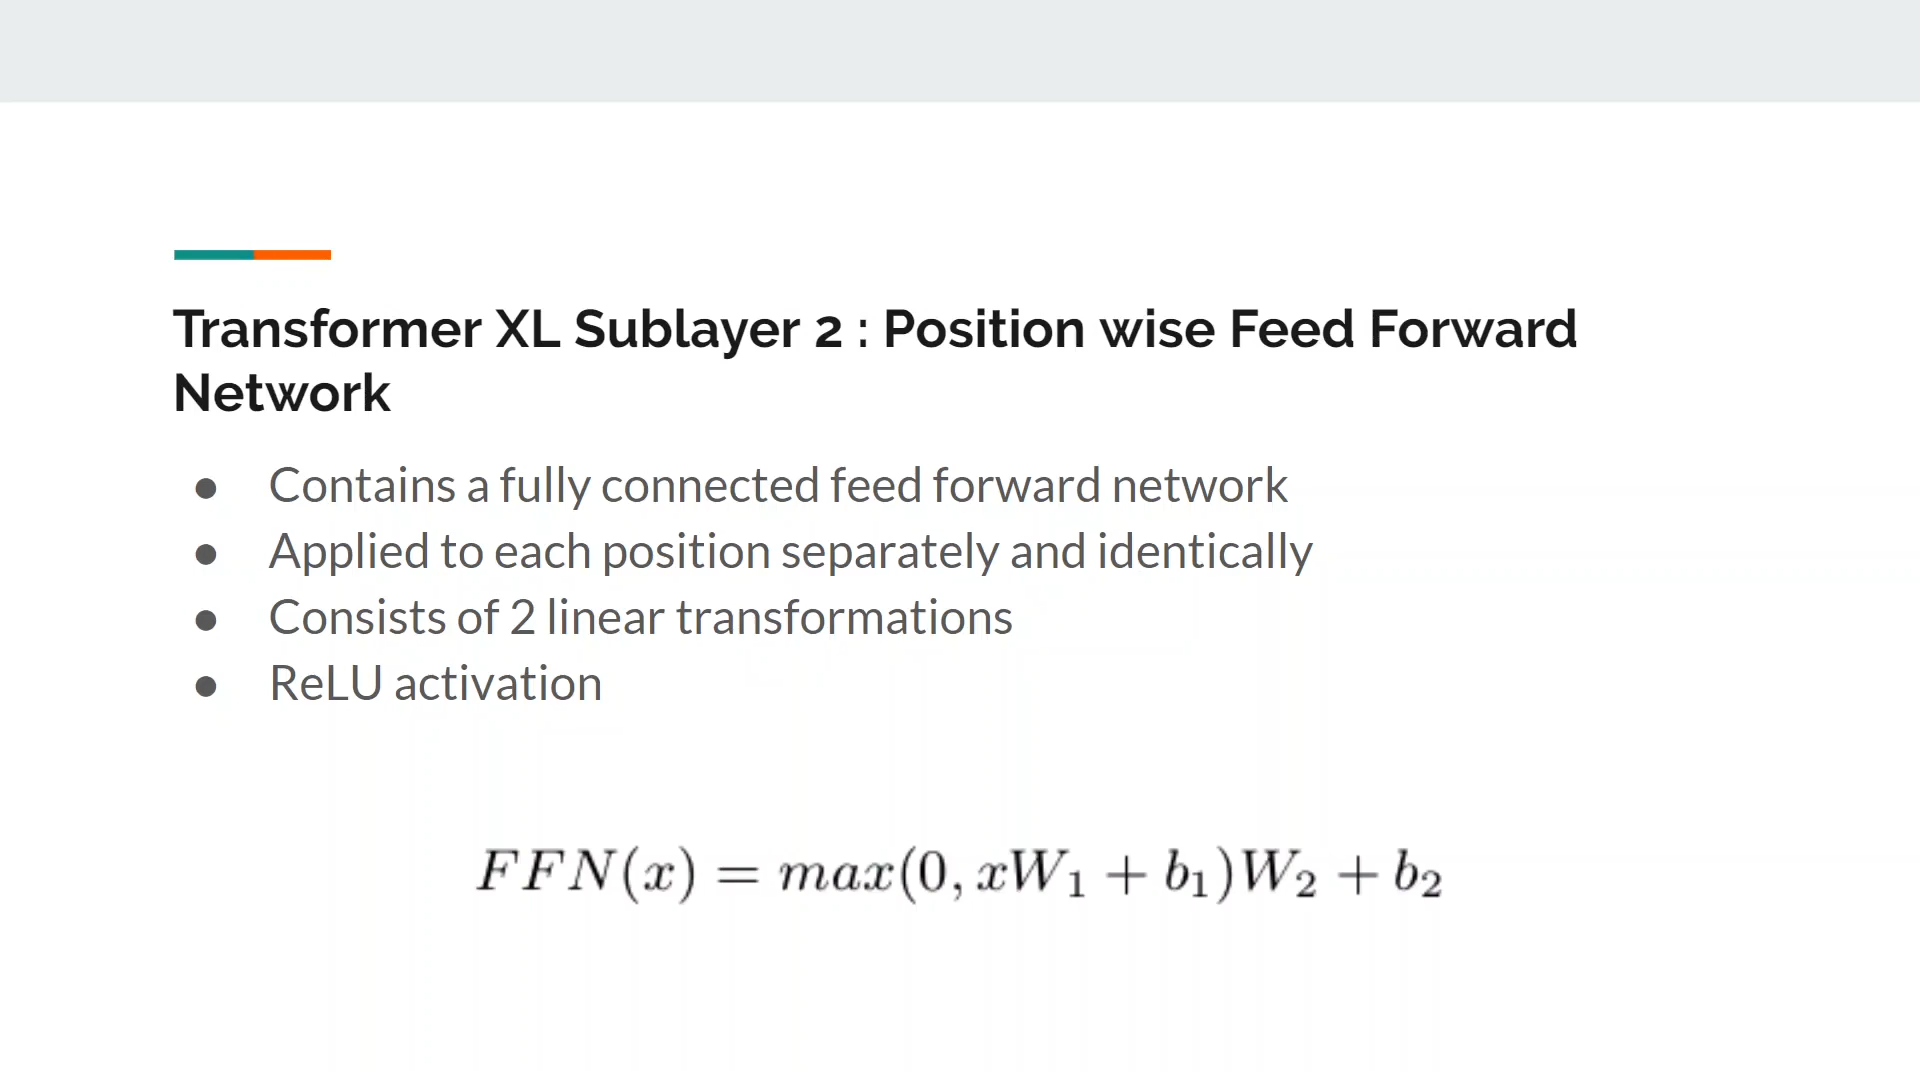 Transformer XL Sublayer 2 : Position wise Feed Forward
Network
● Contains a fully connected feed forward network
● Applied to each position separately and identically
● Consists of 2 linear transformations
● ReLU activation
FFN(x) = max(0, xW₁ + b₁)W₂ + b₂